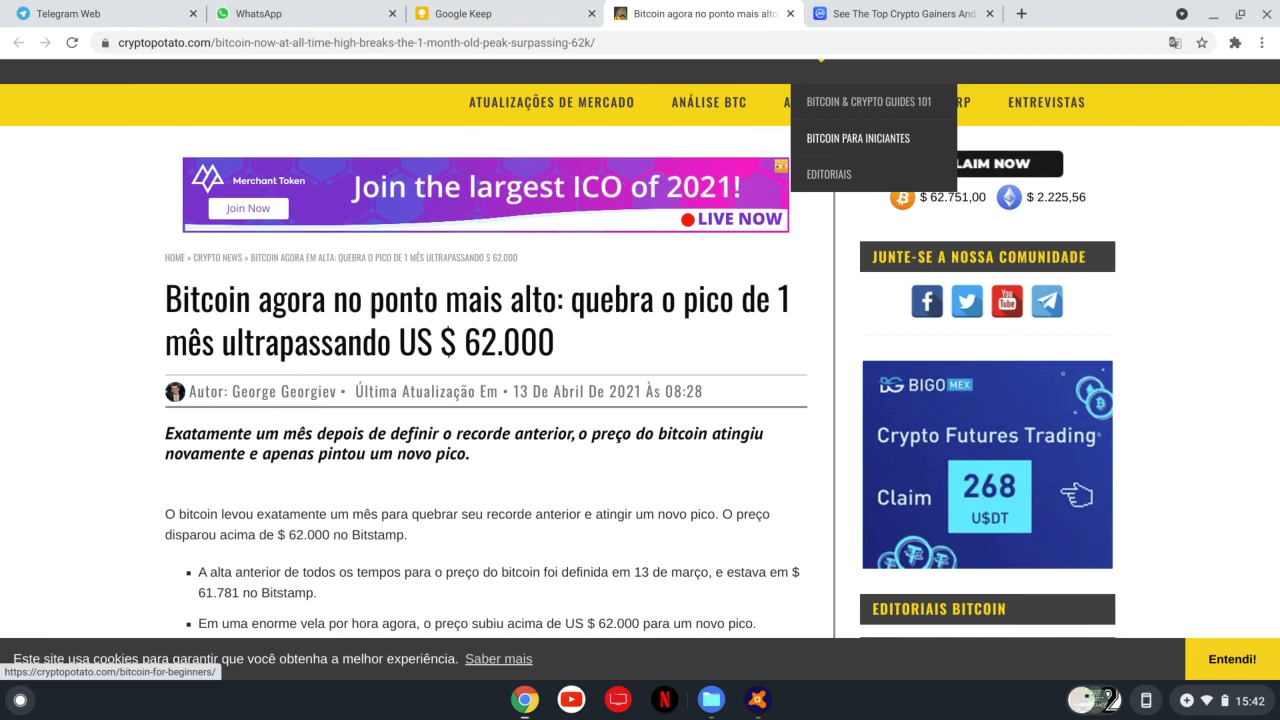 Telegram Web
WhatsApp
Google Keep
Bitcoin agora no ponto mais alto
See The Top Crypto Gainers And
cryptopotato.com/bitcoin-now-at-all-time-high-breaks-the-1-month-old-peak-surpassing-62k/
ATUALIZAÇÕES DE MERCADO
ANÁLISE BTC
A
RP
ENTREVISTAS
BITCOIN & CRYPTO GUIDES 101
BITCOIN PARA INICIANTES
EDITORIAIS
Merchant Token
Join Now
Join the largest ICO of 2021!
LIVE NOW
LAIM NOW
$ 62.751,00
$ 2.225,56
HOME » CRYPTO NEWS » BITCOIN AGORA EM ALTA: QUEBRA O PICO DE 1 MÊS ULTRAPASSANDO $ 62.000
Bitcoin agora no ponto mais alto: quebra o pico de 1
mês ultrapassando US $ 62.000
Autor: George Georgiev • Última Atualização Em • 13 De Abril De 2021 Às 08:28
Exatamente um mês depois de definir o recorde anterior, o preço do bitcoin atingiu
novamente e apenas pintou um novo pico.
O bitcoin levou exatamente um mês para quebrar seu recorde anterior e atingir um novo pico. O preço
disparou acima de $ 62.000 no Bitstamp.
▪ A alta anterior de todos os tempos para o preço do bitcoin foi definida em 13 de março, e estava em $
61.781 no Bitstamp.
▪ Em uma enorme vela por hora agora, o preço subiu acima de US $ 62.000 para um novo pico.
JUNTE-SE A NOSSA COMUNIDADE
You
Tube
BIGO MEX
Crypto Futures Trading
Claim
268
U$DT
EDITORIAIS BITCOIN
Este site usa cookies para garantir que você obtenha a melhor experiência. Saber mais
Entendi!
https://cryptopotato.com/bitcoin-for-beginners/
N
2
15:42